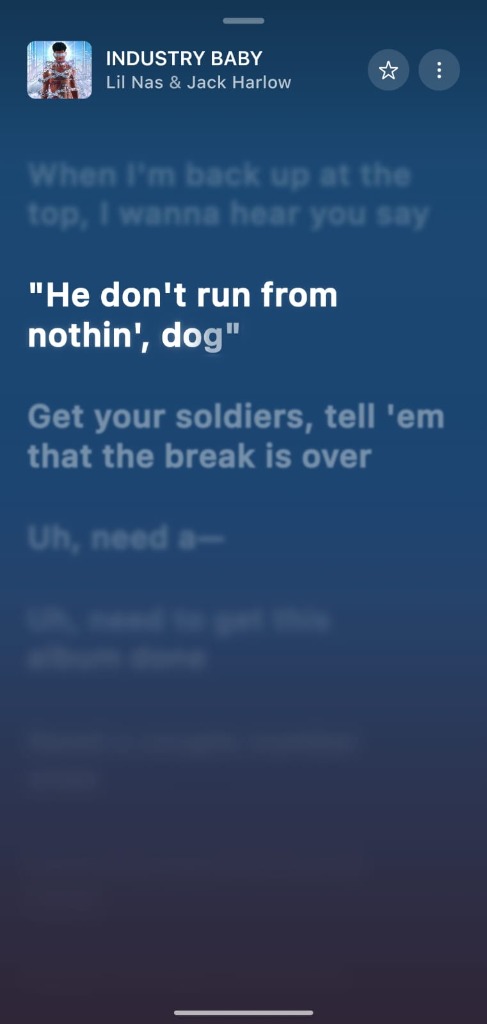 INDUSTRY BABY
Lil Nas & Jack Harlow
When I'm back up at the
top, I wanna hear you say
"He don't run from
nothin', dog"
Get your soldiers, tell 'em
that the break is over
Uh, need a—
Uh, need to get this
album done